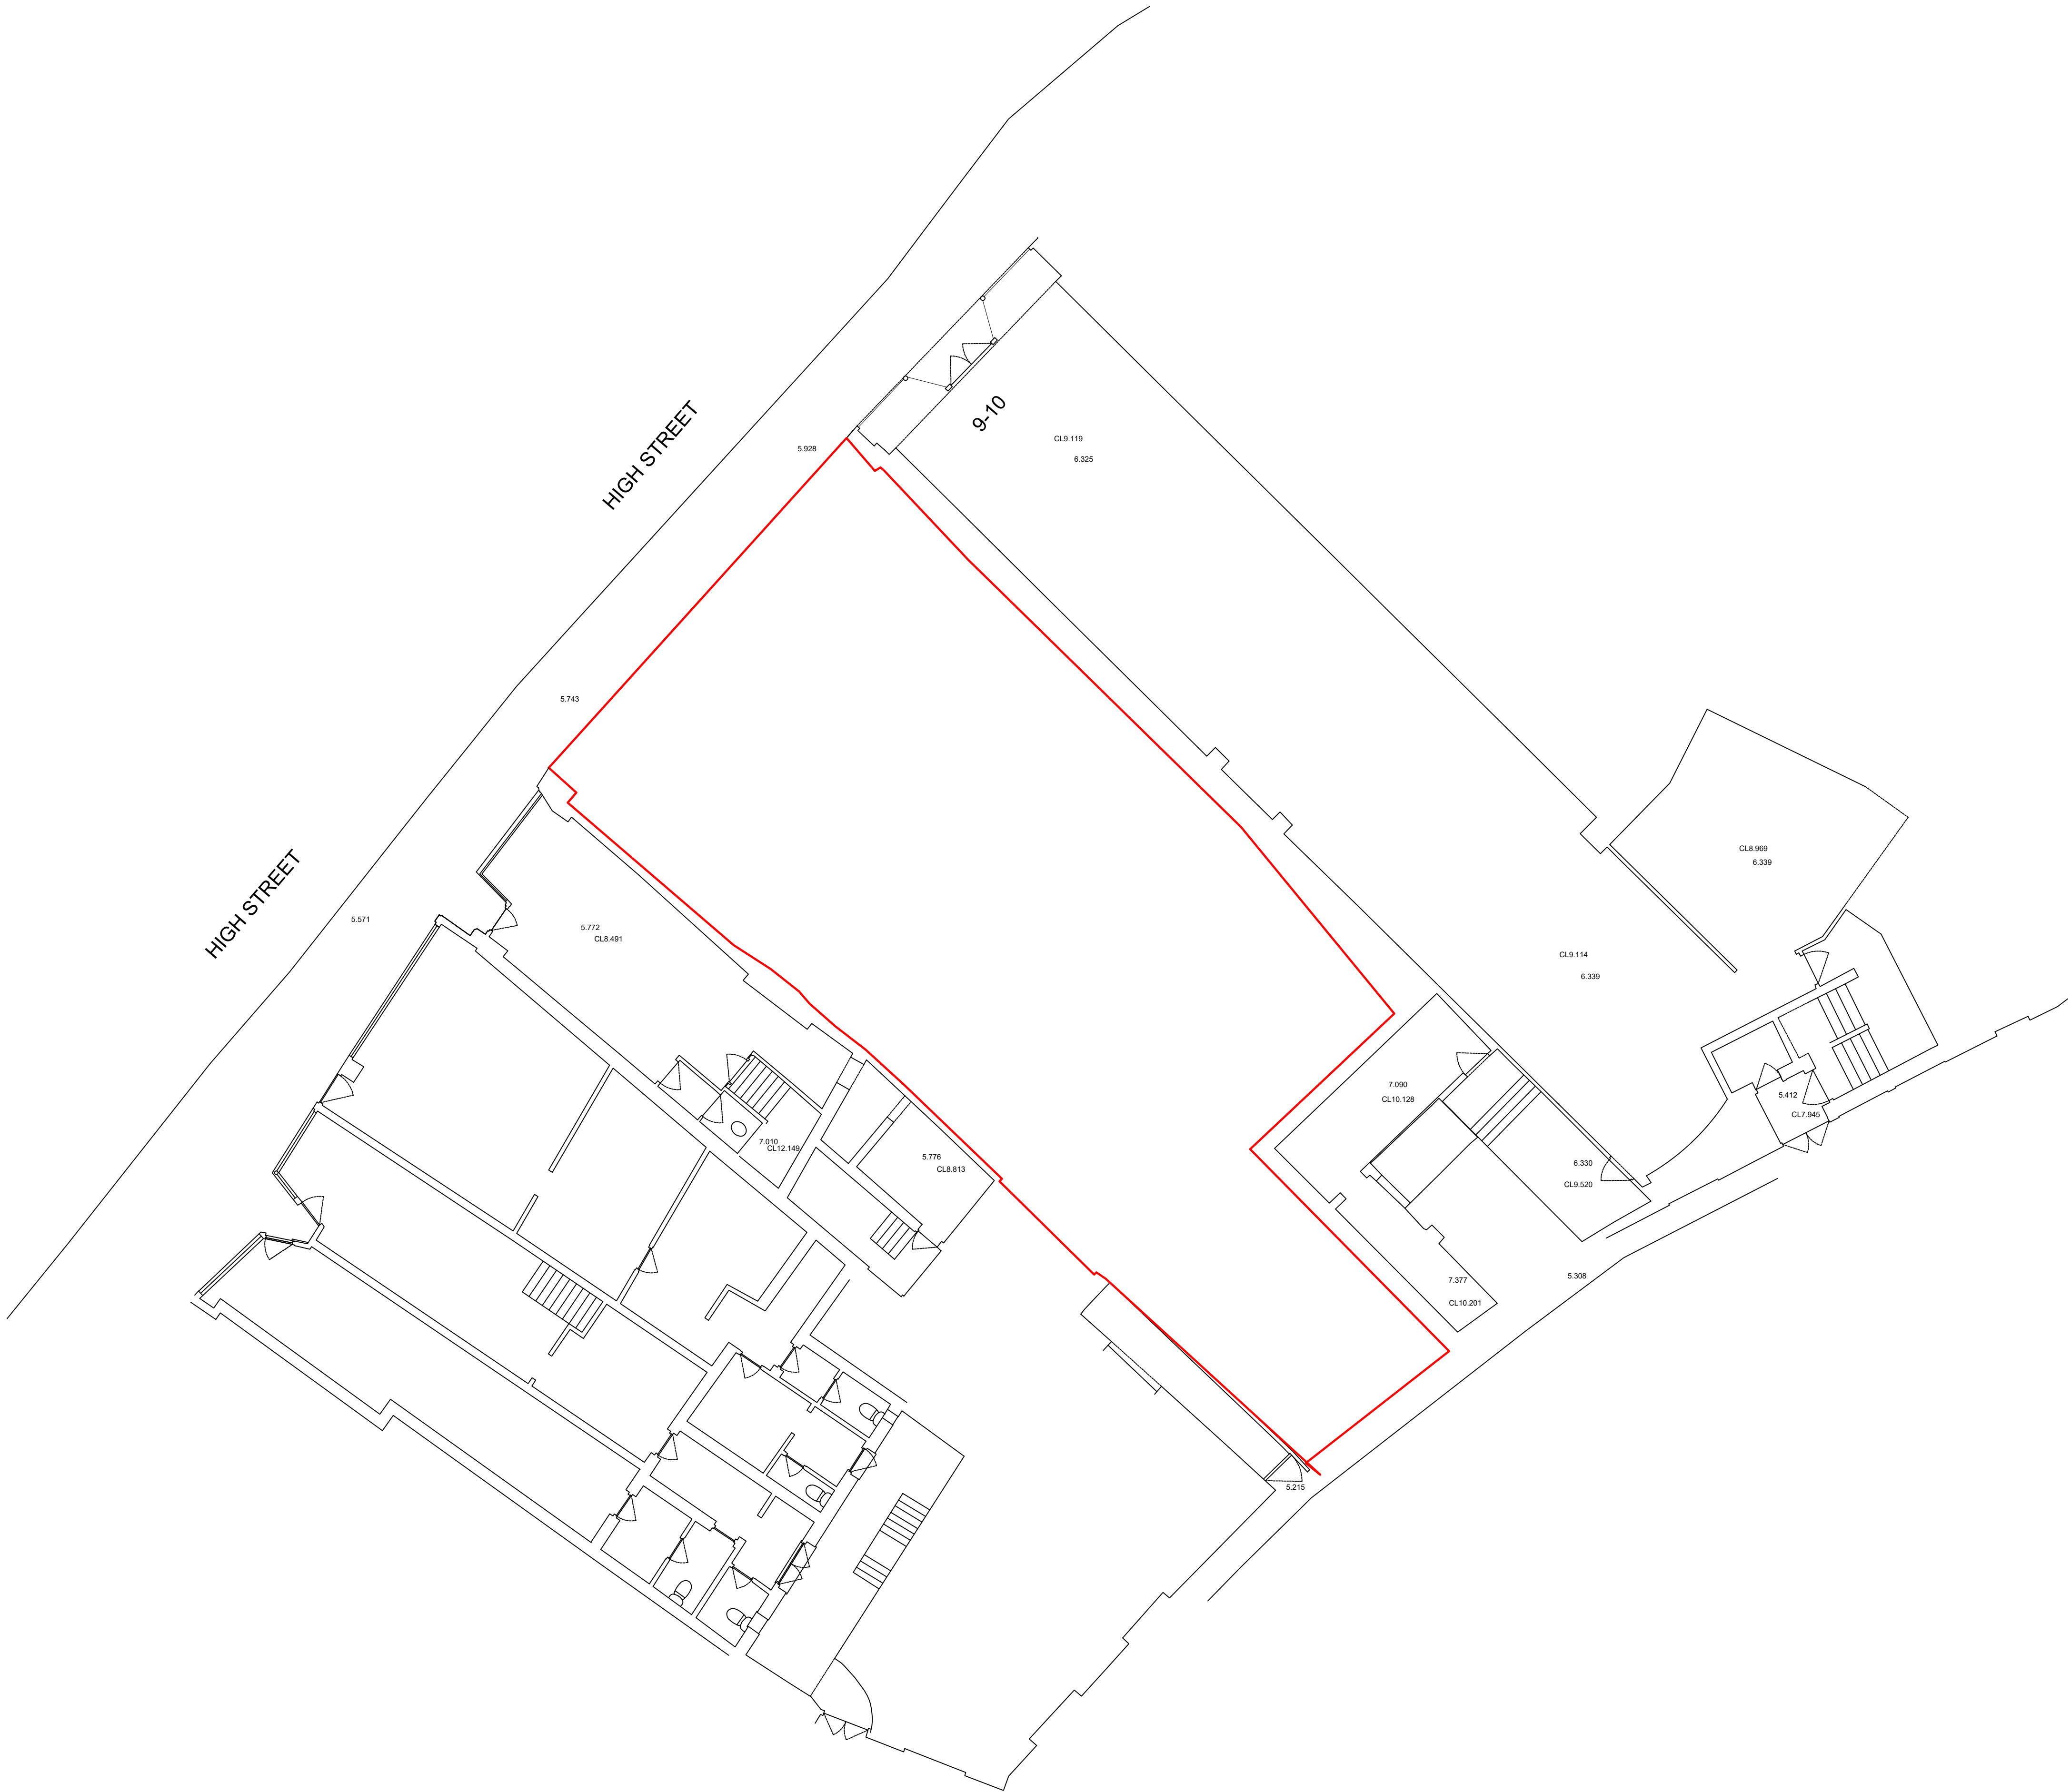 9-10
HIGH STREET
CL9.119
5.928
6.325
5.743
HIGH STREET
CL8.969
6.339
5.571
5.772
CL8.491
CL9.114
6.339
7.090
CL10.128
5.412
CL7.945
7.010
CL12.149
5.776
CL8.813
6.330
CL9.520
5.308
7.377
CL10.201
5.215